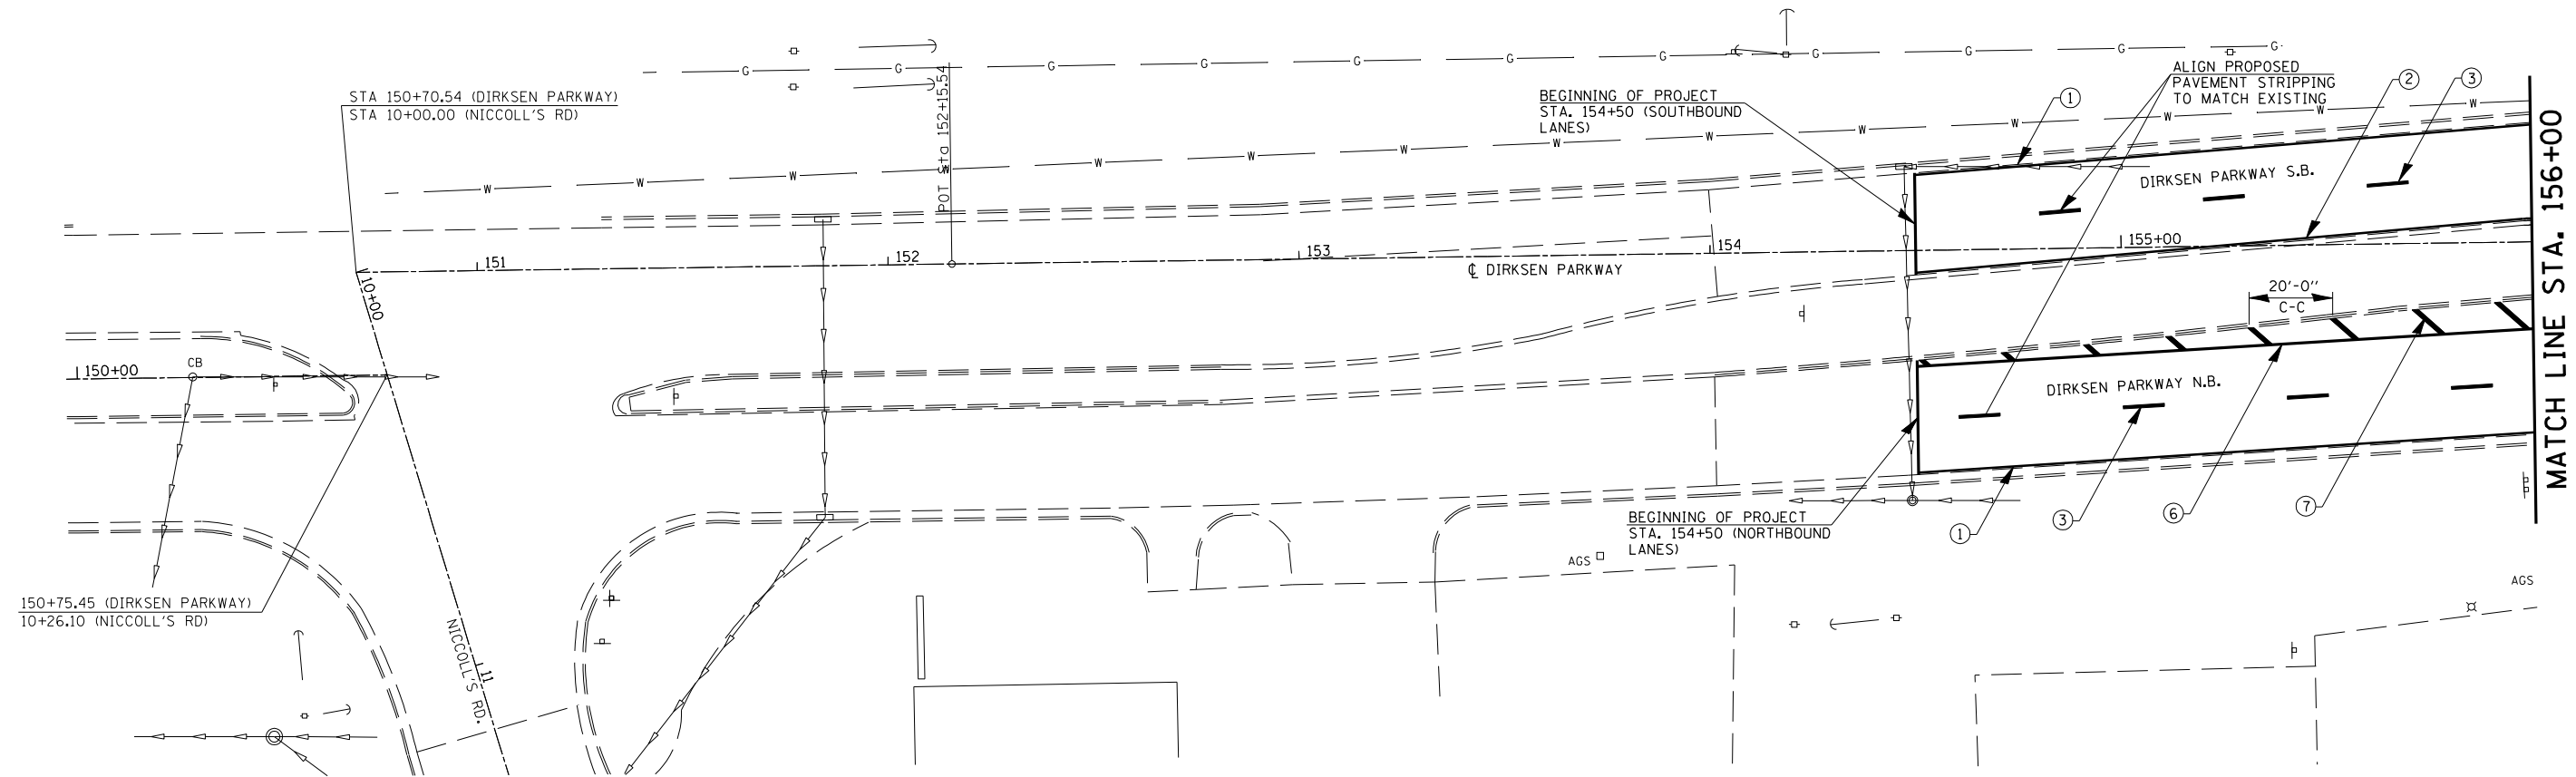 STA 150+70.54 (DIRKSEN PARKWAY)
STA 10+00.00 (NICCOLL'S RD)
G G G G G G G G G G G
POT Sta 152+15.54
BEGINNING OF PROJECT
STA. 154+50 (SOUTHBOUND
LANES)
ALIGN PROPOSED
PAVEMENT STRIPPING
TO MATCH EXISTING
1
2
3
W W W W W W W W W W W W W W
DIRKSEN PARKWAY S.B.
MATCH LINE STA. 156+00
151
152
153
154
155+00
℄ DIRKSEN PARKWAY
10+00
20'-0"
C-C
CB
150+00
DIRKSEN PARKWAY N.B.
BEGINNING OF PROJECT
STA. 154+50 (NORTHBOUND
LANES)
1
3
6
7
AGS
AGS
150+75.45 (DIRKSEN PARKWAY)
10+26.10 (NICCOLL'S RD)
NICCOLL'S RD.
11